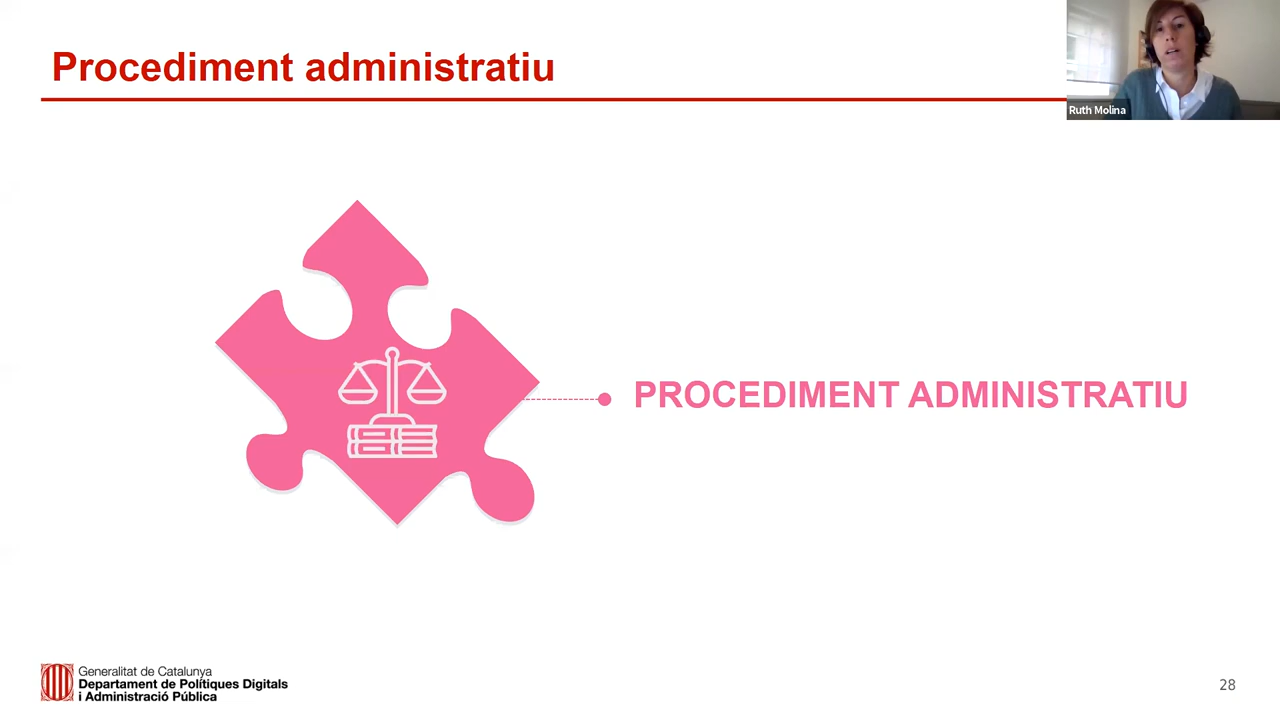 Procediment administratiu
Ruth Molina
PROCEDIMENT ADMINISTRATIU
Generalitat de Catalunya
Departament de Polítiques Digitals
i Administració Pública
28